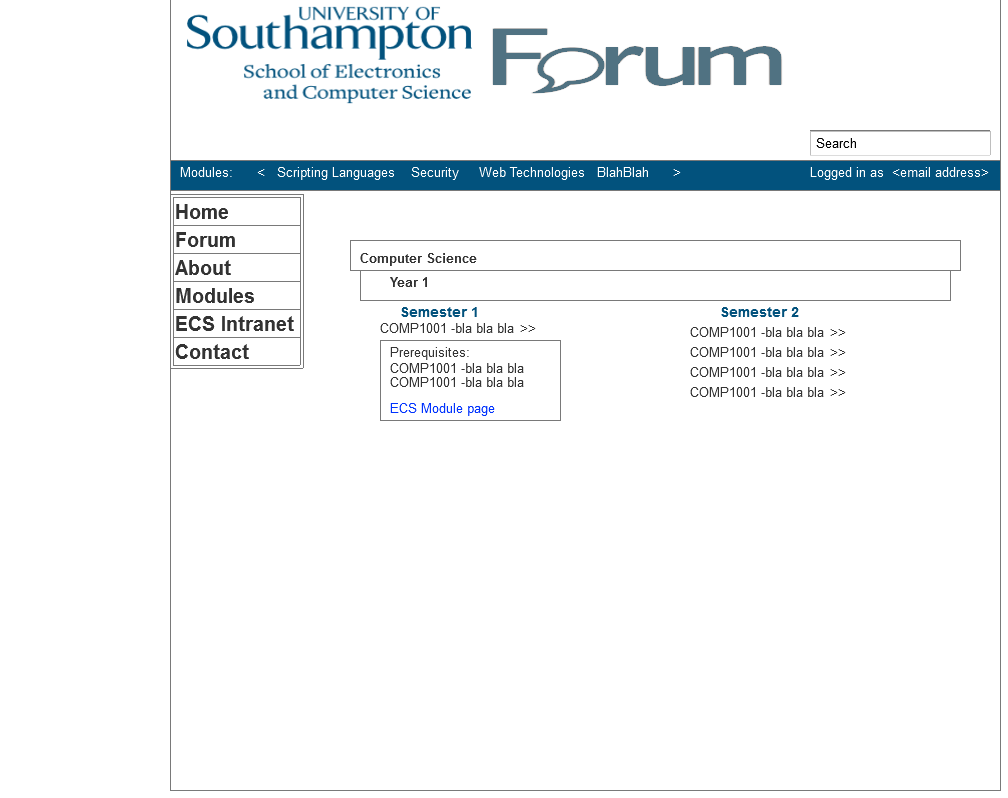 UNIVERSITY OF
Southampton
School of Electronics
and Computer Science
Forum
Search
Modules: < Scripting Languages Security Web Technologies BlahBlah > Logged in as <email address>
Home
Forum
About
Modules
ECS Intranet
Contact
Computer Science
Year 1
Semester 1
COMP1001 -bla bla bla >>
Prerequisites:
COMP1001 -bla bla bla
COMP1001 -bla bla bla
ECS Module page
Semester 2
COMP1001 -bla bla bla >>
COMP1001 -bla bla bla >>
COMP1001 -bla bla bla >>
COMP1001 -bla bla bla >>